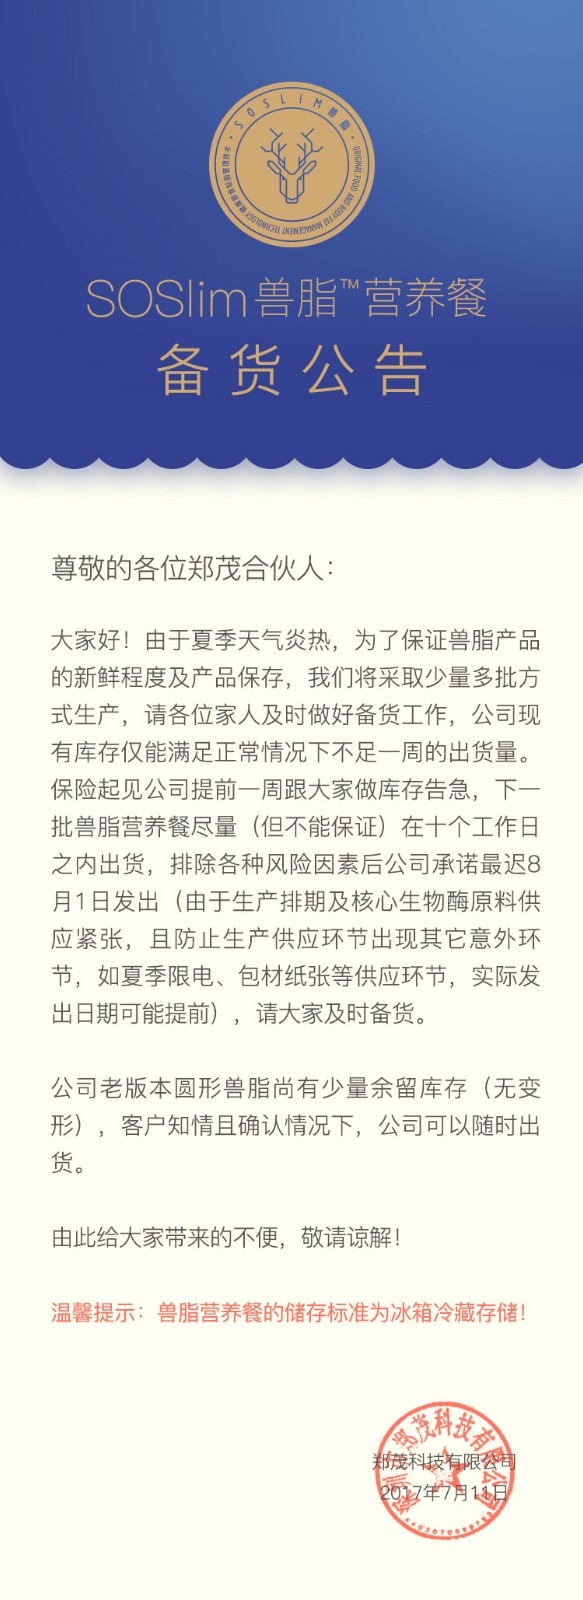 SOSLIM兽脂
ORIGINAL FOOD AND BODY FAT MANAGEMENT TECHNOLOGY
SOSlim兽脂™营养餐
备货公告
尊敬的各位郑茂合伙人：
大家好！由于夏季天气炎热，为了保证兽脂产品
的新鲜程度及产品保存，我们将采取少量多批方
式生产，请各位家人及时做好备货工作，公司现
有库存仅能满足正常情况下不足一周的出货量。
保险起见公司提前一周跟大家做库存告急，下一
批兽脂营养餐尽量（但不能保证）在十个工作日
之内出货，排除各种风险因素后公司承诺最迟8
月1日发出（由于生产排期及核心生物酶原料供
应紧张，且防止生产供应环节出现其它意外环
节，如夏季限电、包材纸张等供应环节，实际发
出日期可能提前），请大家及时备货。
公司老版本圆形兽脂尚有少量余留库存（无变
形），客户知情且确认情况下，公司可以随时出
货。
由此给大家带来的不便，敬请谅解！
温馨提示：兽脂营养餐的储存标准为冰箱冷藏存储！
郑茂科技有限公司
2017年7月11日